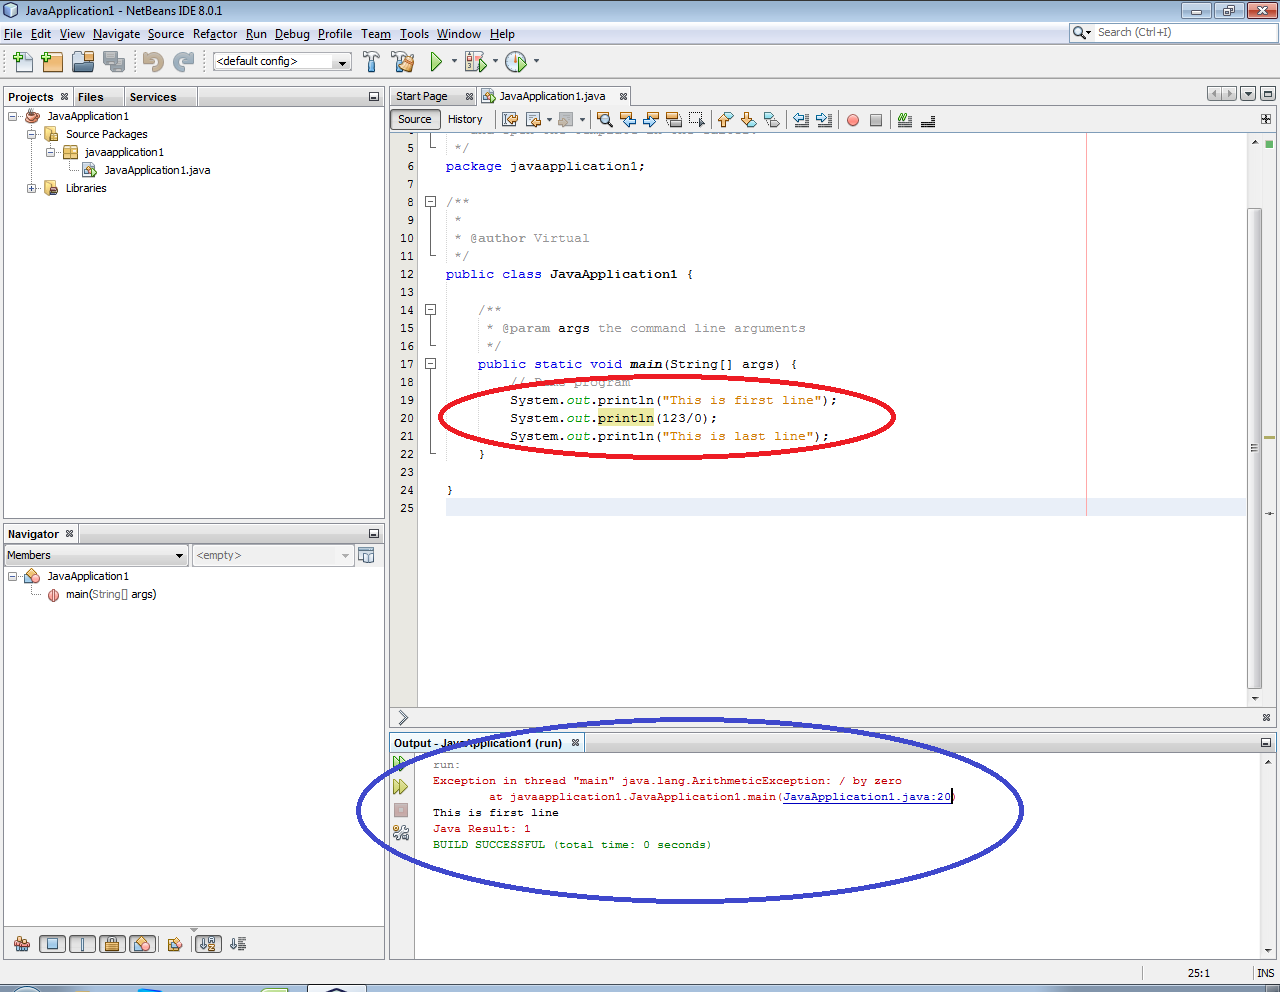 JavaApplication1 - NetBeans IDE 8.0.1
File Edit View Navigate Source Refactor Run Debug Profile Team Tools Window Help
Search (Ctrl+I)
<default config>
Projects Files Services
JavaApplication1
Source Packages
javaapplication1
JavaApplication1.java
Libraries
Start Page JavaApplication1.java
Source History
5 */
6 package javaapplication1;
7
8 /**
9 *
10 * @author Virtual
11 */
12 public class JavaApplication1 {
13
14 /**
15 * @param args the command line arguments
16 */
17 public static void main(String[] args) {
18 // program
19 System.out.println("This is first line");
20 System.out.println(123/0);
21 System.out.println("This is last line");
22 }
23
24 }
25
Navigator
Members <empty>
JavaApplication1
main(String[] args)
Output - JavaApplication1 (run)
run:
Exception in thread "main" java.lang.ArithmeticException: / by zero
at javaapplication1.JavaApplication1.main(JavaApplication1.java:20)
This is first line
Java Result: 1
BUILD SUCCESSFUL (total time: 0 seconds)
25:1 INS